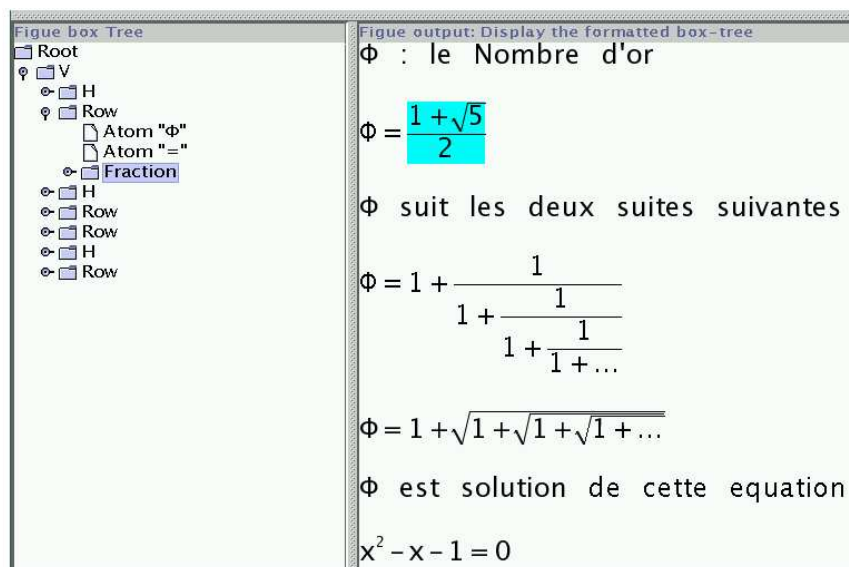 Figue box Tree
Root
V
H
Row
Atom "Φ"
Atom "="
Fraction
H
Row
Row
H
Row
Figue output: Display the formatted box-tree
Φ : le Nombre d'or
Φ = (1 + √5) / 2
Φ suit les deux suites suivantes
Φ = 1 + 1 / (1 + 1 / (1 + 1 / (1 + ...)))
Φ = 1 + √(1 + √(1 + √(1 + ...)))
Φ est solution de cette equation
x² − x − 1 = 0